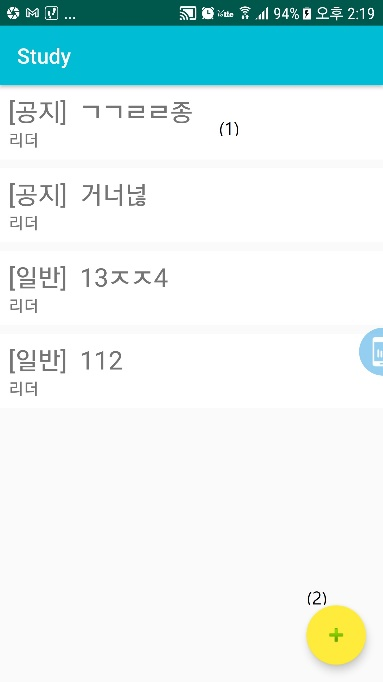 ... 94% 오후 2:19
Study
[공지] ㄱㄱㄹㄹ종
(1)
리더
[공지] 거너넣
리더
[일반] 13ㅈㅈ4
리더
[일반] 112
리더
(2)
+